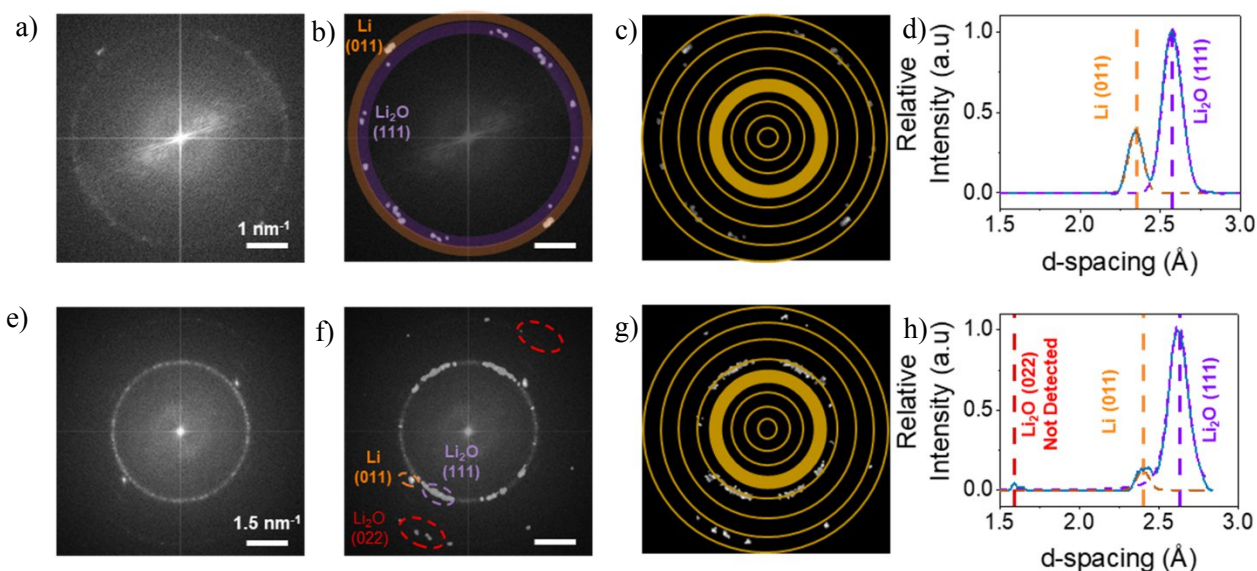 a)
1 nm⁻¹
b)
Li
(011)
Li₂O
(111)
c)
d)
Relative
Intensity (a.u)
1.0
0.5
0.0
Li (011)
Li₂O (111)
1.5 2.0 2.5 3.0
d-spacing (Å)
e)
1.5 nm⁻¹
f)
Li
(011)
Li₂O
(111)
Li₂O
(022)
g)
h)
Relative
Intensity (a.u)
1.0
0.5
0.0
Li₂O (022)
Not Detected
Li (011)
Li₂O (111)
1.5 2.0 2.5 3.0
d-spacing (Å)